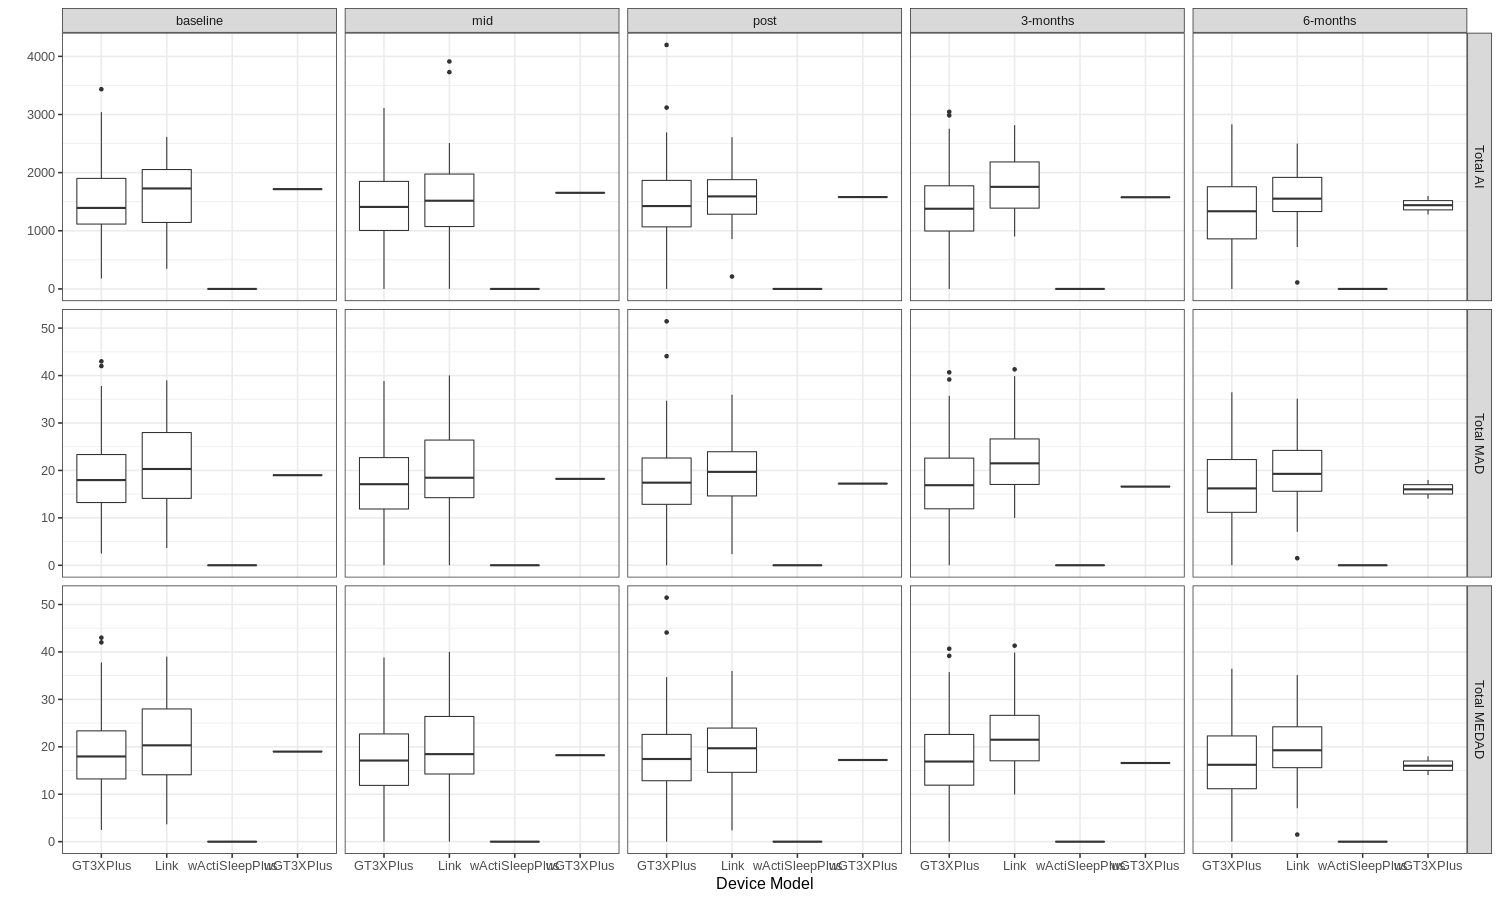 baseline mid post 3-months 6-months
4000
3000
2000
1000
0
Total AI
50
40
30
20
10
0
Total MAD
50
40
30
20
10
0
Total MEDAD
GT3XPlus Link wActiSleepPlus wGT3XPlus GT3XPlus Link wActiSleepPlus wGT3XPlus GT3XPlus Link wActiSleepPlus wGT3XPlus GT3XPlus Link wActiSleepPlus wGT3XPlus GT3XPlus Link wActiSleepPlus wGT3XPlus
Device Model